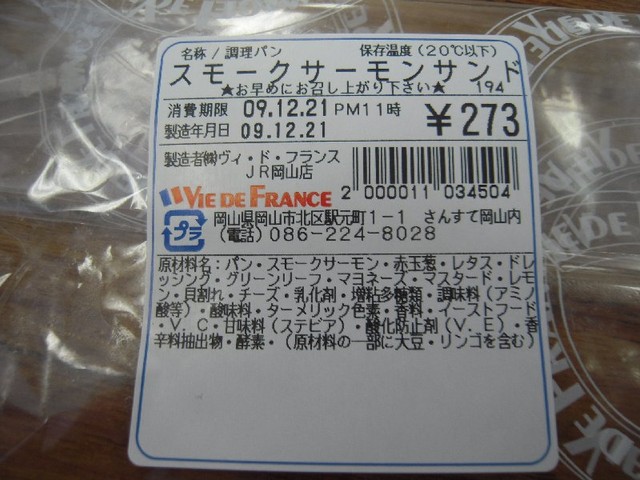 名称/調理パン 保存温度(20℃以下)
スモークサーモンサンド
★お早めにお召し上がり下さい★ 194
消費期限 09.12.21 PM11時
製造年月日 09.12.21 ¥273
製造者㈱ヴィ・ド・フランス
JR岡山店
VIE DE FRANCE 2 000011 034504
プラ 岡山県岡山市北区駅元町1-1 さんすて岡山内
(電話) 086-224-8028
原材料名:パン・スモークサーモン・赤玉葱・レタス・ドレ
ッシング・グリーンリーフ・マヨネーズ・マスタード・レモ
ン・貝割れ・チーズ・乳化剤・増粘多糖類・調味料(アミノ
酸等)・酸味料・ターメリック色素・香料・イーストフード
・V.C・甘味料(ステビア)・酸化防止剤(V.E)・香
辛料抽出物・酵素・(原材料の一部に大豆・リンゴを含む)